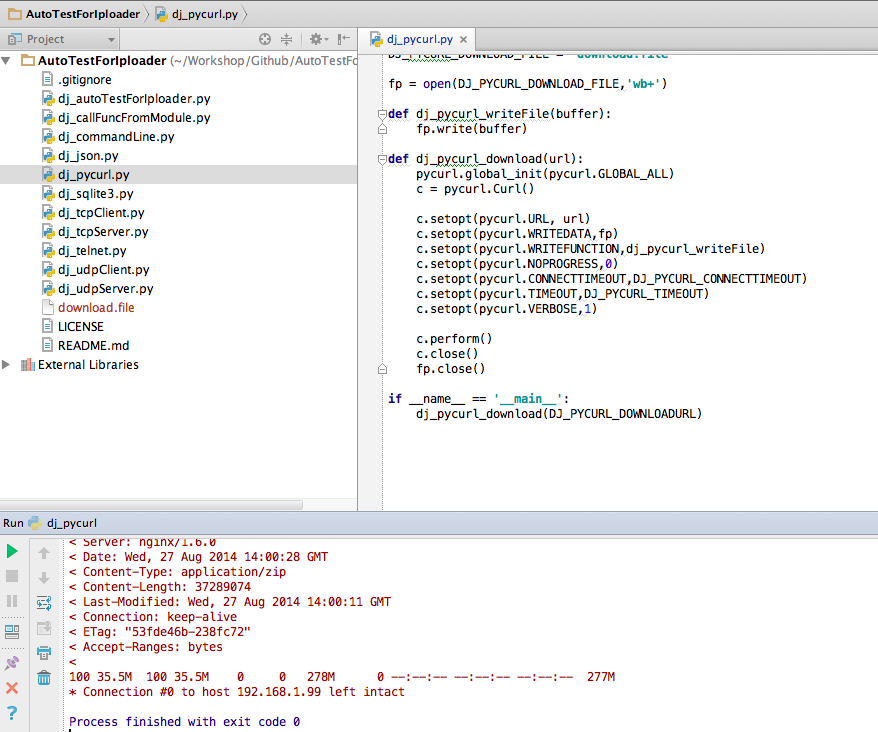 AutoTestForIploader dj_pycurl.py
Project
dj_pycurl.py
AutoTestForIploader (~/Workshop/Github/AutoTestFo
.gitignore
dj_autoTestForIploader.py
dj_callFuncFromModule.py
dj_commandLine.py
dj_json.py
dj_pycurl.py
dj_sqlite3.py
dj_tcpClient.py
dj_tcpServer.py
dj_telnet.py
dj_udpClient.py
dj_udpServer.py
download.file
LICENSE
README.md
External Libraries
DJ_PYCURL_DOWNLOAD_FILE = 'download.file'
fp = open(DJ_PYCURL_DOWNLOAD_FILE,'wb+')
def dj_pycurl_writeFile(buffer):
fp.write(buffer)
def dj_pycurl_download(url):
pycurl.global_init(pycurl.GLOBAL_ALL)
c = pycurl.Curl()
c.setopt(pycurl.URL, url)
c.setopt(pycurl.WRITEDATA,fp)
c.setopt(pycurl.WRITEFUNCTION,dj_pycurl_writeFile)
c.setopt(pycurl.NOPROGRESS,0)
c.setopt(pycurl.CONNECTTIMEOUT,DJ_PYCURL_CONNECTTIMEOUT)
c.setopt(pycurl.TIMEOUT,DJ_PYCURL_TIMEOUT)
c.setopt(pycurl.VERBOSE,1)
c.perform()
c.close()
fp.close()
if __name__ == '__main__':
dj_pycurl_download(DJ_PYCURL_DOWNLOADURL)
Run dj_pycurl
< Server: nginx/1.6.0
< Date: Wed, 27 Aug 2014 14:00:28 GMT
< Content-Type: application/zip
< Content-Length: 37289074
< Last-Modified: Wed, 27 Aug 2014 14:00:11 GMT
< Connection: keep-alive
< ETag: "53fde46b-238fc72"
< Accept-Ranges: bytes
<
100 35.5M 100 35.5M 0 0 278M 0 --:--:-- --:--:-- --:--:-- 277M
* Connection #0 to host 192.168.1.99 left intact
Process finished with exit code 0